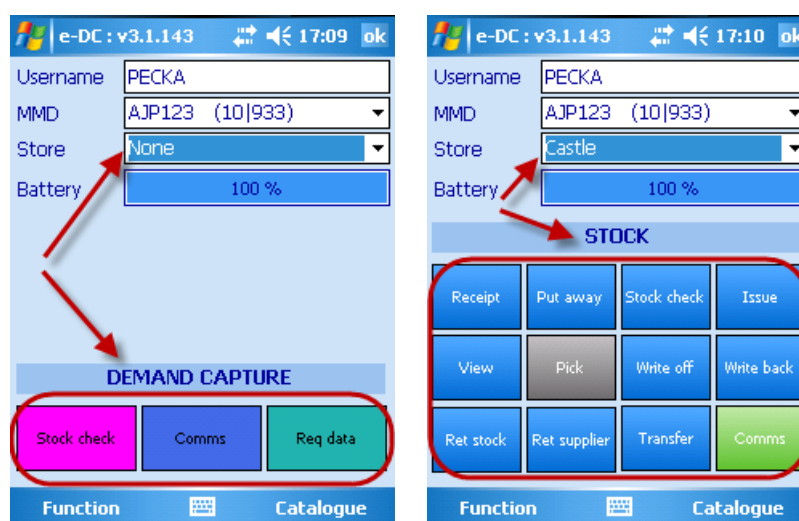 e-DC : v3.1.143 17:09 ok
Username PECKA
MMD AJP123 (10|933)
Store None
Battery 100 %
DEMAND CAPTURE
Stock check Comms Req data
Function Catalogue
e-DC : v3.1.143 17:10 ok
Username PECKA
MMD AJP123 (10|933)
Store Castle
Battery 100 %
STOCK
Receipt Put away Stock check Issue
View Pick Write off Write back
Ret stock Ret supplier Transfer Comms
Function Catalogue